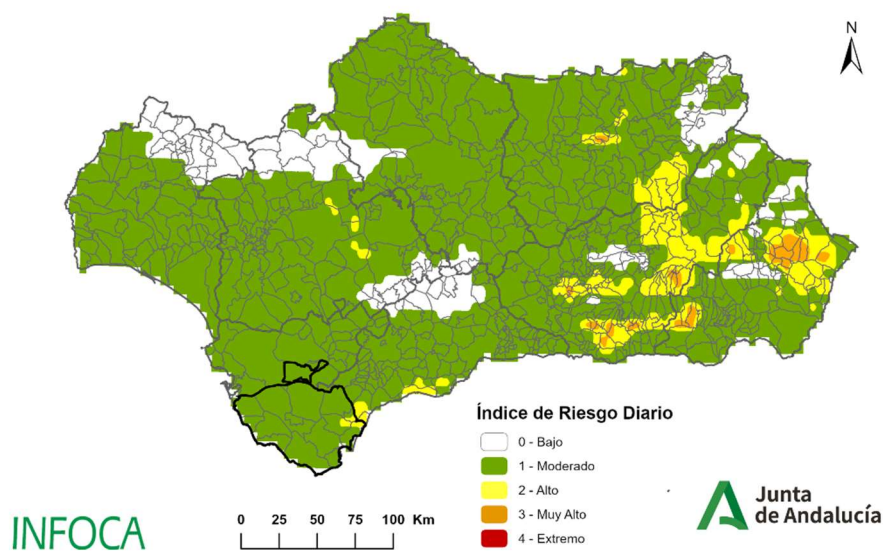 N
Índice de Riesgo Diario
0 - Bajo
1 - Moderado
2 - Alto
3 - Muy Alto
4 - Extremo
INFOCA
0 25 50 75 100 Km
Junta
de Andalucía